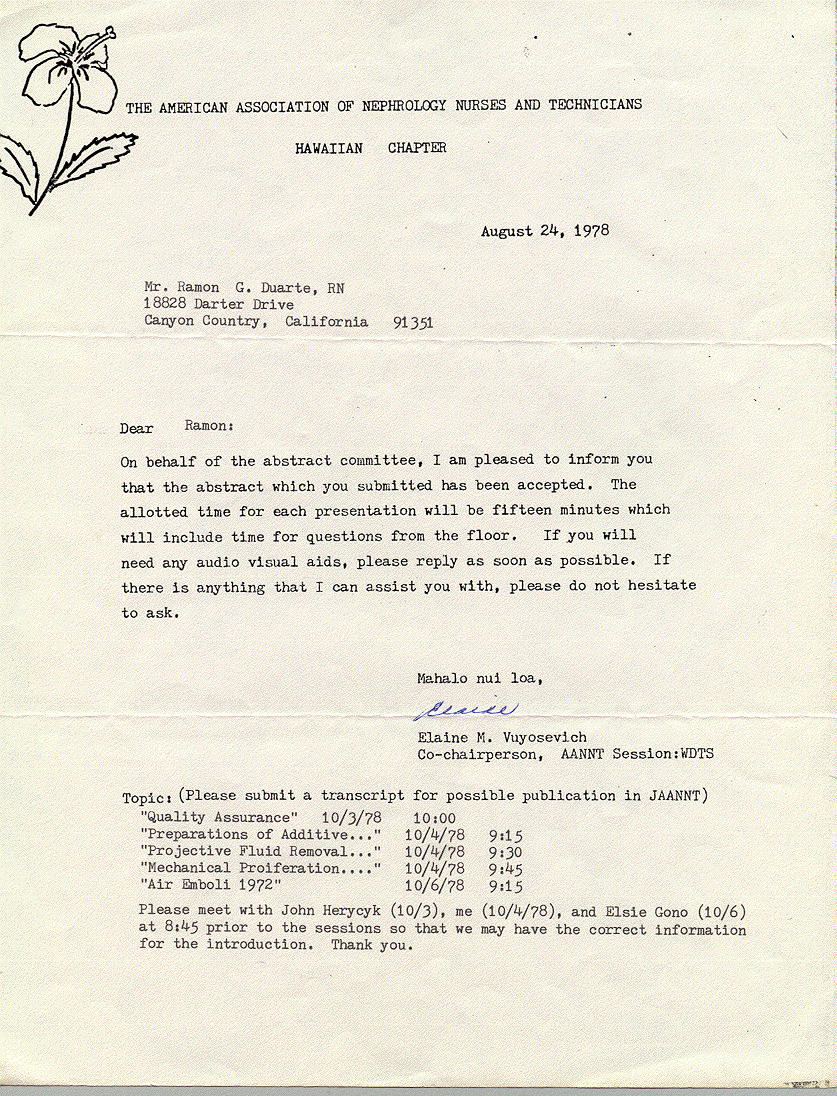 THE AMERICAN ASSOCIATION OF NEPHROLOGY NURSES AND TECHNICIANS
HAWAIIAN CHAPTER
August 24, 1978
Mr. Ramon G. Duarte, RN
18828 Darter Drive
Canyon Country, California 91351
Dear Ramon:
On behalf of the abstract committee, I am pleased to inform you
that the abstract which you submitted has been accepted. The
allotted time for each presentation will be fifteen minutes which
will include time for questions from the floor. If you will
need any audio visual aids, please reply as soon as possible. If
there is anything that I can assist you with, please do not hesitate
to ask.
Mahalo nui loa,
Elaine
Elaine M. Vuyosevich
Co-chairperson, AANNT Session:WDTS
Topic: (Please submit a transcript for possible publication in JAANNT)
"Quality Assurance" 10/3/78 10:00
"Preparations of Additive..." 10/4/78 9:15
"Projective Fluid Removal..." 10/4/78 9:30
"Mechanical Proiferation...." 10/4/78 9:45
"Air Emboli 1972" 10/6/78 9:15
Please meet with John Herycyk (10/3), me (10/4/78), and Elsie Gono (10/6)
at 8:45 prior to the sessions so that we may have the correct information
for the introduction. Thank you.